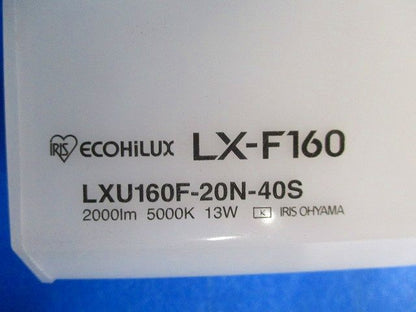 IRIS ECOHiLUX LX-F160
LXU160F-20N-40S
2000lm 5000K 13W K IRIS OHYAMA